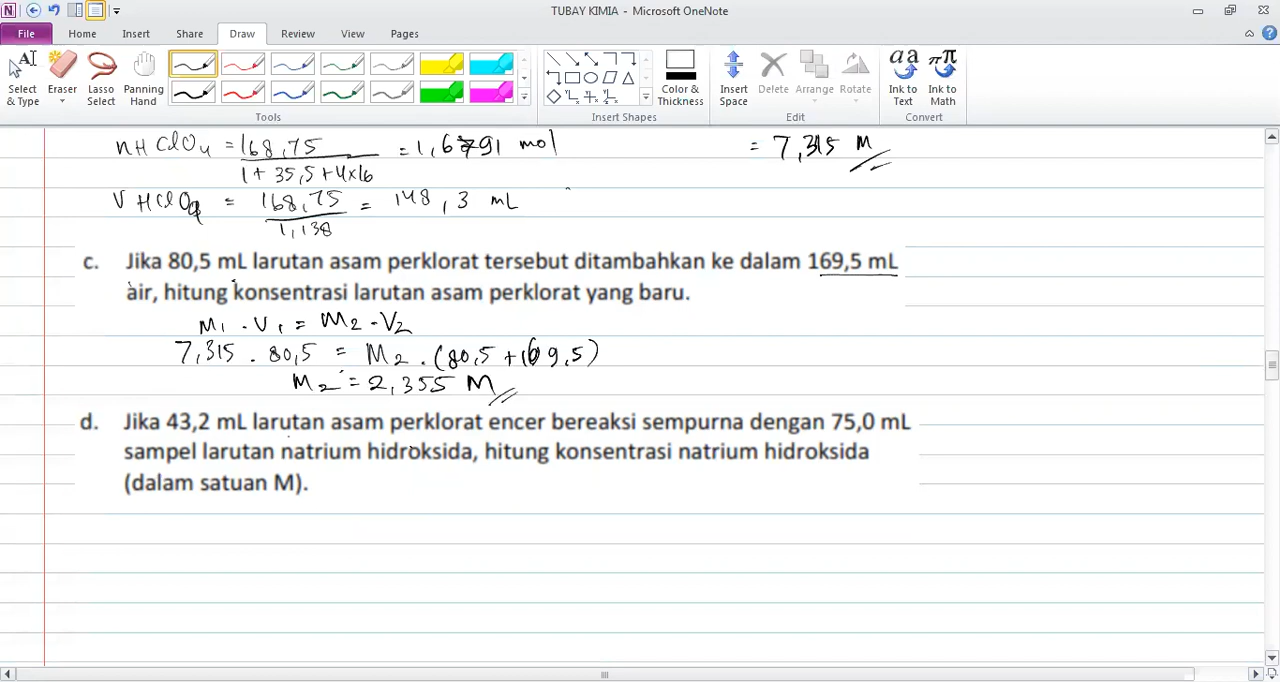 TUBAY KIMIA - Microsoft OneNote
File Home Insert Share Draw Review View Pages
Select & Type
Eraser
Lasso Select
Panning Hand
Color & Thickness
Insert Space
Delete
Arrange
Rotate
Ink to Text
Ink to Math
Tools
Insert Shapes
Edit
Convert
nHClO4 = 168,75 / 1 + 35,5 + 4×16 = 1,6791 mol
= 7,315 M
V HClO4 = 168,75 / 1,138 = 148,3 mL
c. Jika 80,5 mL larutan asam perklorat tersebut ditambahkan ke dalam 169,5 mL
air, hitung konsentrasi larutan asam perklorat yang baru.
M1 . V1 = M2 . V2
7,315 . 80,5 = M2 . (80,5 + 169,5)
M2 = 2,355 M
d. Jika 43,2 mL larutan asam perklorat encer bereaksi sempurna dengan 75,0 mL
sampel larutan natrium hidroksida, hitung konsentrasi natrium hidroksida
(dalam satuan M).